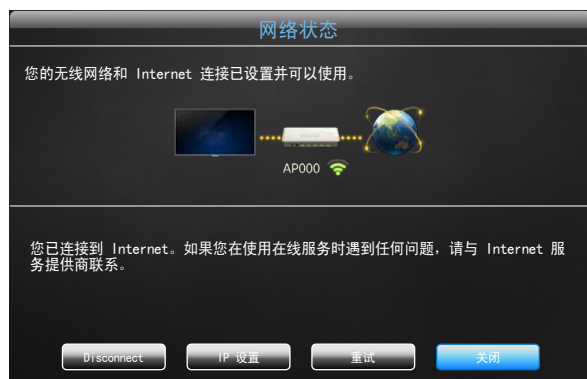 网络状态
您的无线网络和 Internet 连接已设置并可以使用。
AP000
您已连接到 Internet。如果您在使用在线服务时遇到任何问题，请与 Internet 服
务提供商联系。
Disconnect IP 设置 重试 关闭